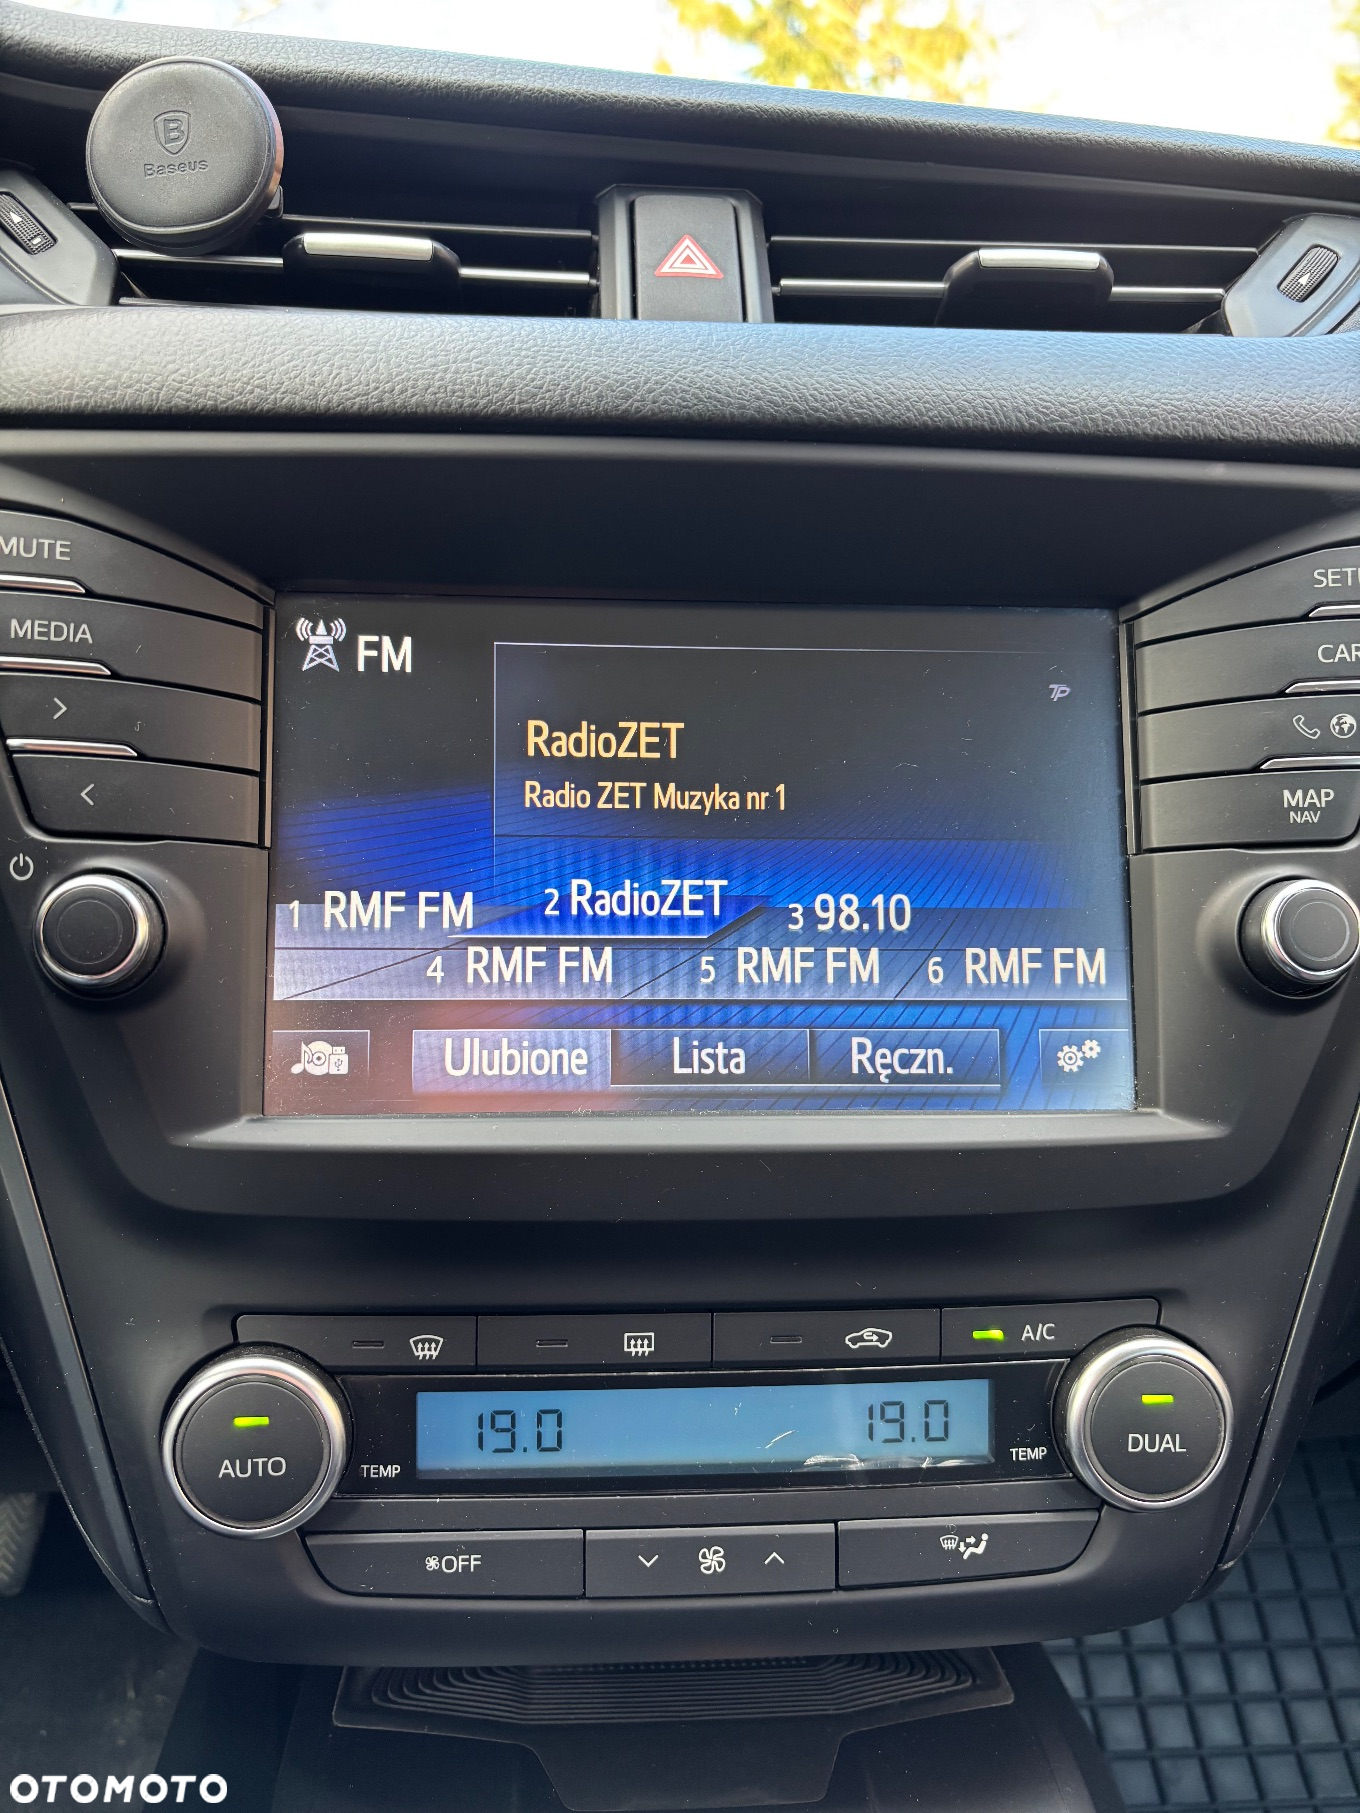 B
Baseus
MUTE
MEDIA
SETU
CAR
MAP
NAV
FM
TP
RadioZET
Radio ZET Muzyka nr 1
1 RMF FM
2 RadioZET
3 98.10
4 RMF FM
5 RMF FM
6 RMF FM
Ulubione
Lista
Ręczn.
A/C
AUTO
TEMP
19.0
19.0
TEMP
DUAL
OFF
OTOMOTO